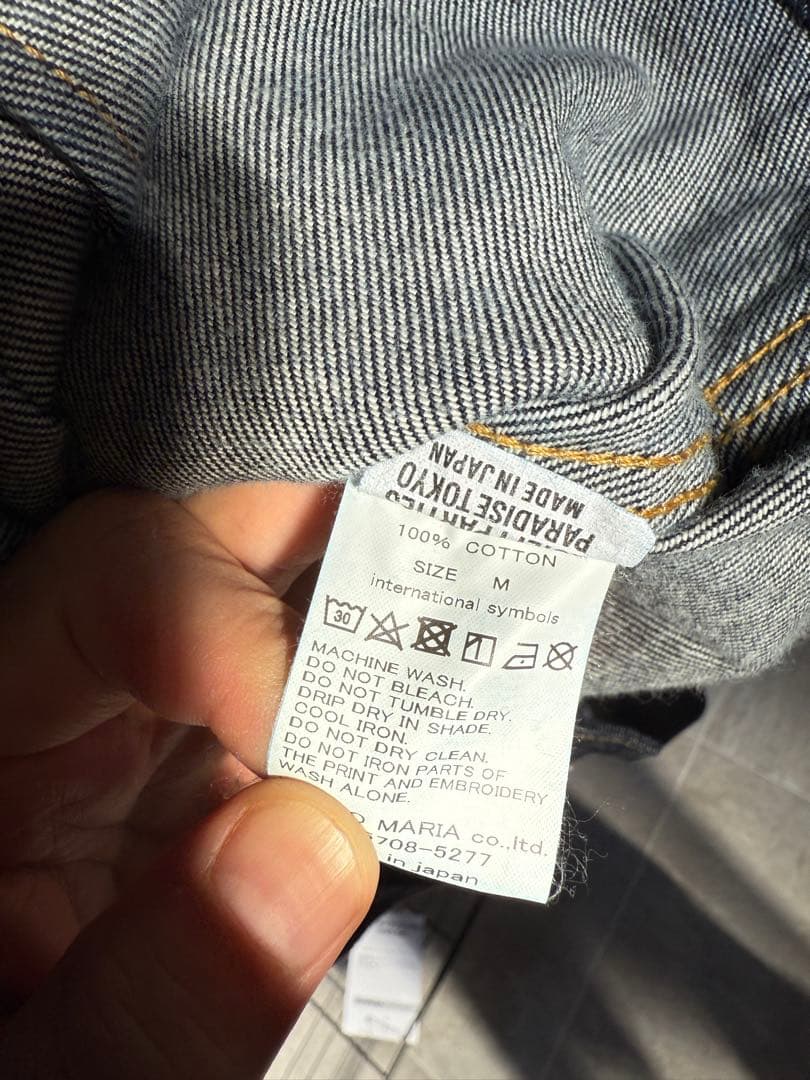 PARADISE TOKYO
MADE IN JAPAN
100% COTTON
SIZE M
international symbols
30
MACHINE WASH.
DO NOT BLEACH.
DO NOT TUMBLE DRY.
DRIP DRY IN SHADE.
COOL IRON.
DO NOT DRY CLEAN.
DO NOT IRON PARTS OF
THE PRINT AND EMBROIDERY
WASH ALONE.
MARIA co.,ltd.
708-5277
in japan